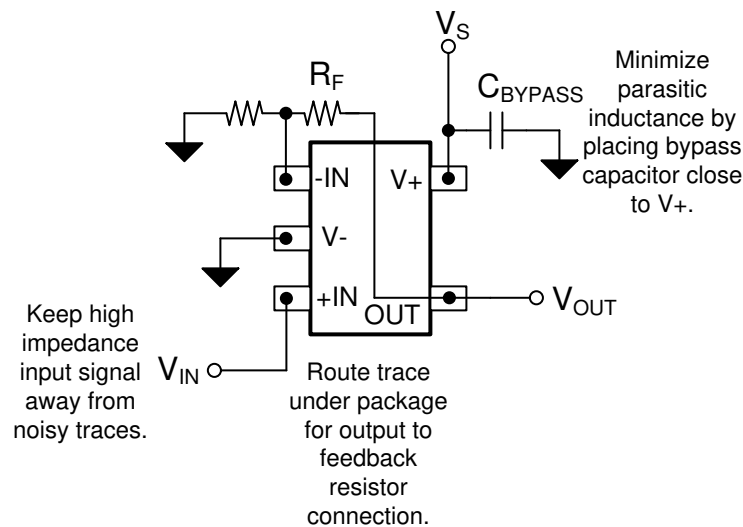 V_S
R_F
C_BYPASS
Minimize
parasitic
inductance by
placing bypass
capacitor close
to V+.
-IN
V+
V-
+IN
OUT
V_OUT
Keep high
impedance
input signal
away from
noisy traces.
V_IN
Route trace
under package
for output to
feedback
resistor
connection.